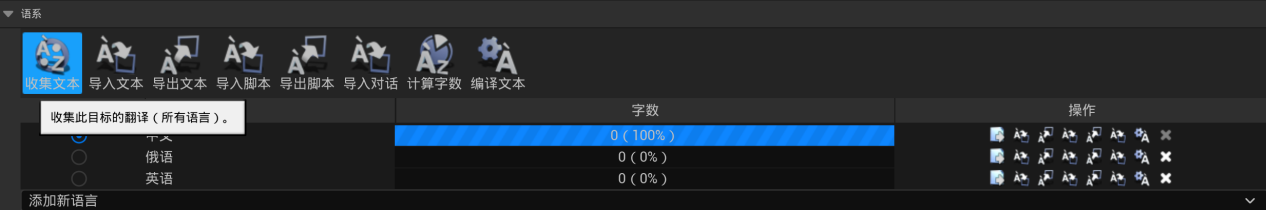 语系
收集文本 导入文本 导出文本 导入脚本 导出脚本 导入对话 计算字数 编译文本
字数 操作
收集此目标的翻译（所有语言）。
中文 0（100%）
俄语 0（0%）
英语 0（0%）
添加新语言